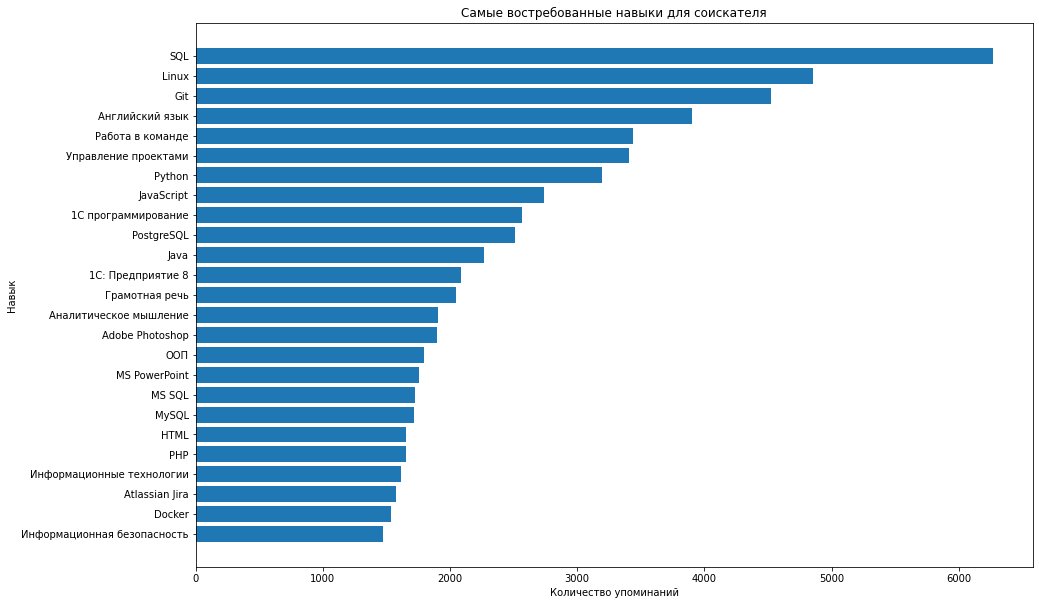 Самые востребованные навыки для соискателя
SQL
Linux
Git
Английский язык
Работа в команде
Управление проектами
Python
JavaScript
1С программирование
PostgreSQL
Java
1С: Предприятие 8
Грамотная речь
Аналитическое мышление
Adobe Photoshop
ООП
MS PowerPoint
MS SQL
MySQL
HTML
PHP
Информационные технологии
Atlassian Jira
Docker
Информационная безопасность
Навык
0 1000 2000 3000 4000 5000 6000
Количество упоминаний